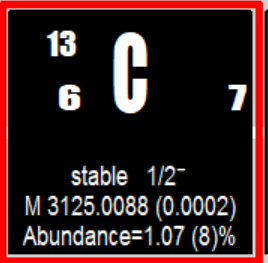 13
C
6 7
stable 1/2⁻
M 3125.0088 (0.0002)
Abundance=1.07 (8)%